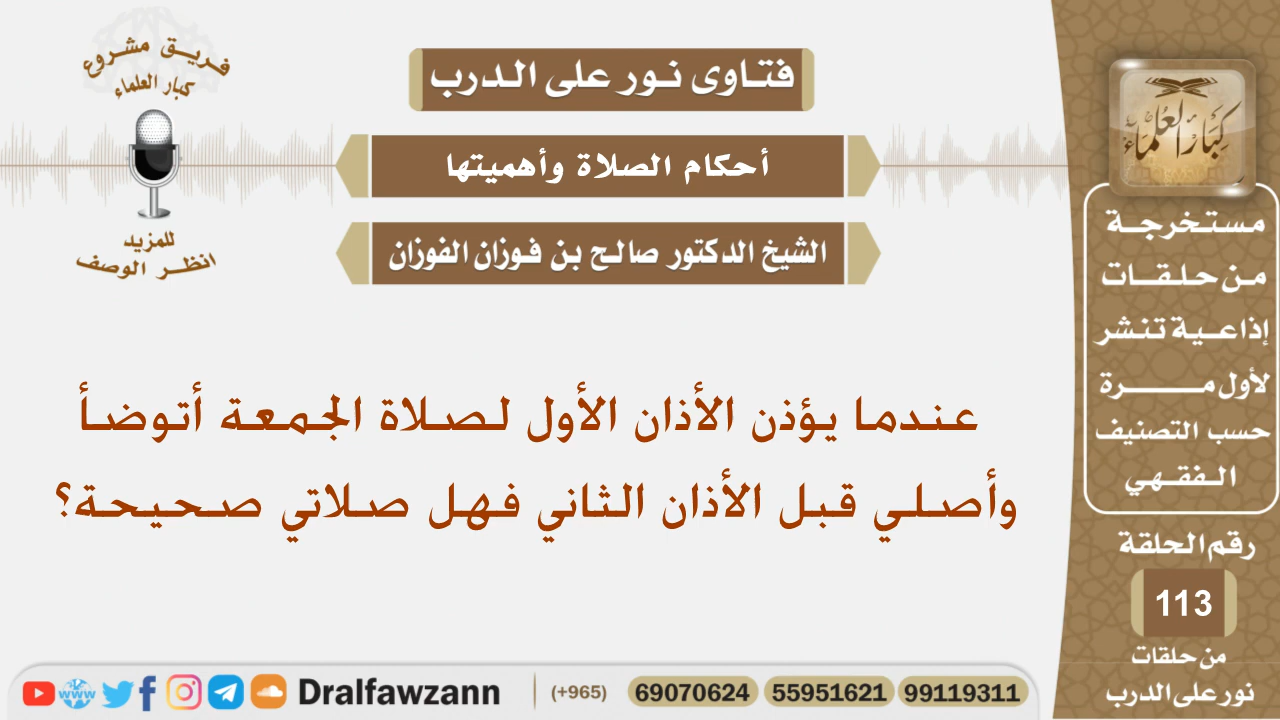 فريق مشروع
كبار العلماء
للمزيد
انظر الوصف
فتاوى نور على الدرب
أحكام الصلاة وأهميتها
الشيخ الدكتور صالح بن فوزان الفوزان
عندما يؤذن الأذان الأول لصلاة الجمعة أتوضأ
وأصلي قبل الأذان الثاني فهل صلاتي صحيحة؟
كبار العلماء
مستخرجة
من حلقات
إذاعية تنشر
لأول مرة
حسب التصنيف
الفقهي
رقم الحلقة
113
من حلقات
نور على الدرب
www
Dralfawzann
(+965)
69070624
55951621
99119311